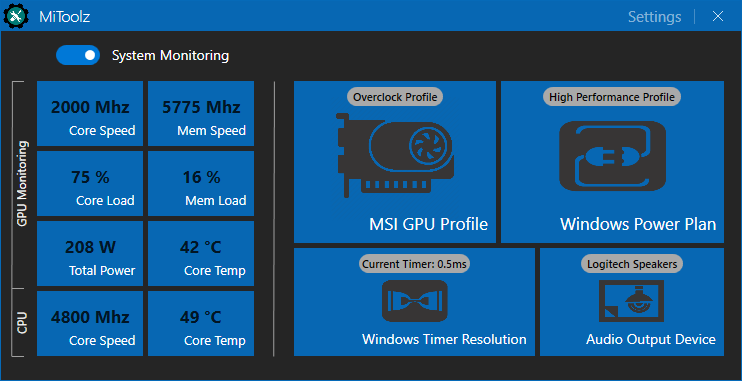 MiToolz
Settings
System Monitoring
GPU Monitoring
2000 Mhz
Core Speed
5775 Mhz
Mem Speed
75 %
Core Load
16 %
Mem Load
208 W
Total Power
42 °C
Core Temp
CPU
4800 Mhz
Core Speed
49 °C
Core Temp
Overclock Profile
MSI GPU Profile
High Performance Profile
Windows Power Plan
Current Timer: 0.5ms
Windows Timer Resolution
Logitech Speakers
Audio Output Device